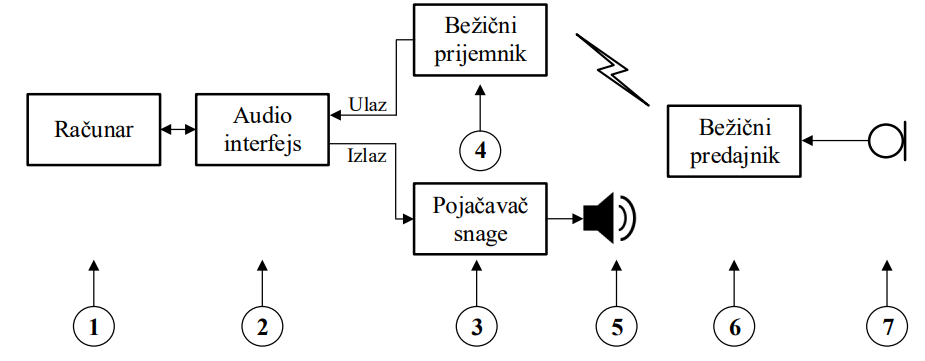 Bežični
prijemnik
Ulaz
Računar
Audio
interfejs
Bežični
predajnik
Izlaz
4
Pojačavač
snage
1
2
3
5
6
7